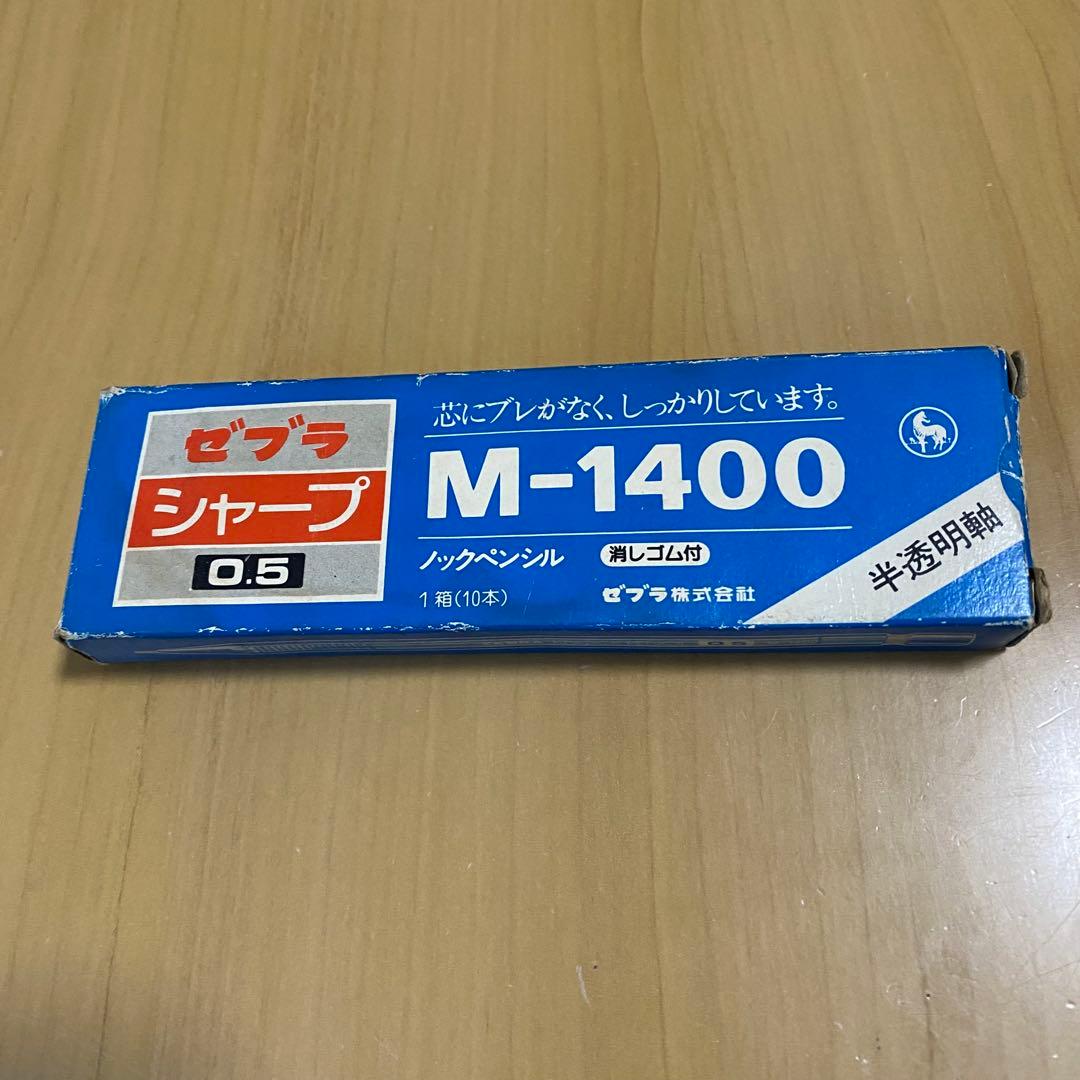 ゼブラ
シャープ
0.5
芯にブレがなく、しっかりしています。
M-1400
ノックペンシル 消しゴム付
1箱(10本) ゼブラ株式会社
半透明軸
0.5